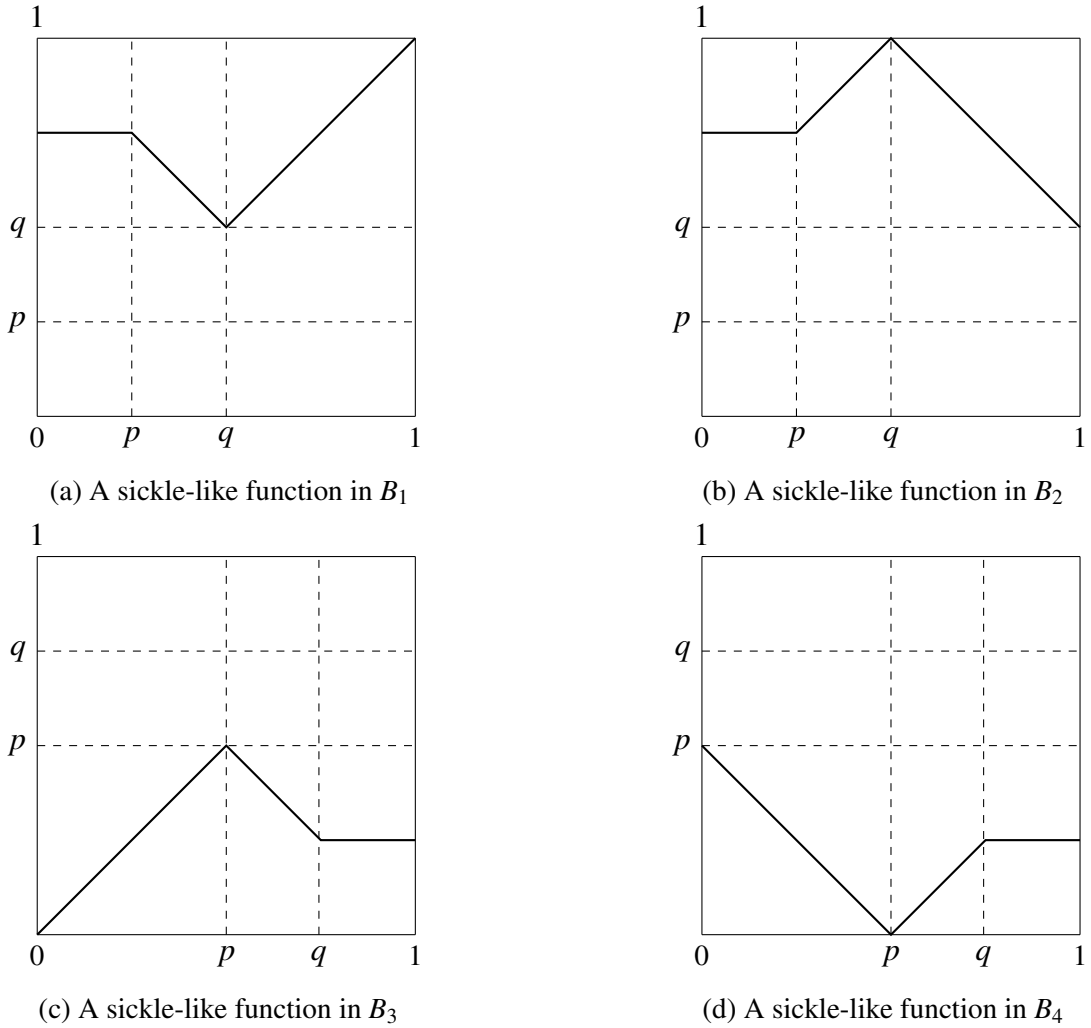 1
1
q
q
p
p
0 p q 1
0 p q 1
(a) A sickle-like function in B1
(b) A sickle-like function in B2
1
1
q
q
p
p
0 p q 1
0 p q 1
(c) A sickle-like function in B3
(d) A sickle-like function in B4